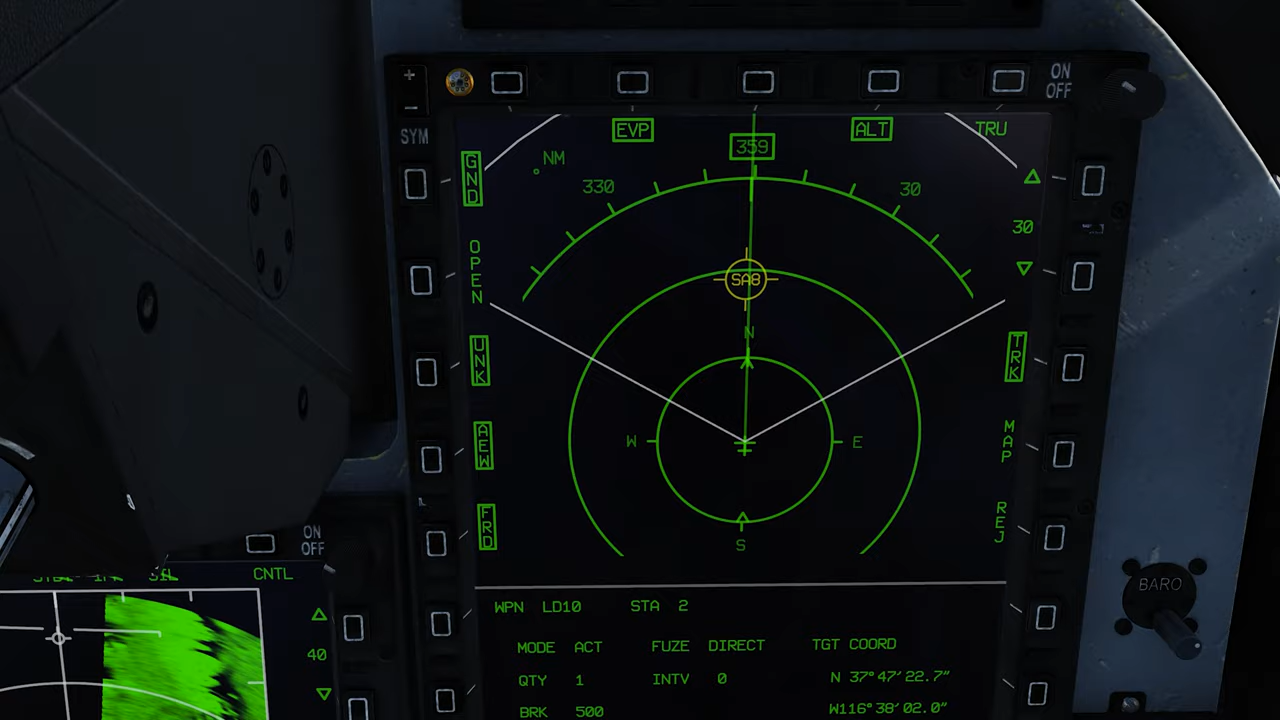 ON
OFF
SYM
EVP
ALT
TRU
359
NM
330
30
GND
OPEN
UNK
AEW
FRD
30
TRK
MAP
REJ
SA8
N
W
E
S
WPN LD10 STA 2
MODE ACT FUZE DIRECT TGT COORD
QTY 1 INTV 0 N 37°47'22.7"
BRK 500 W116°38'02.0"
BARO
ON
OFF
CNTL
40